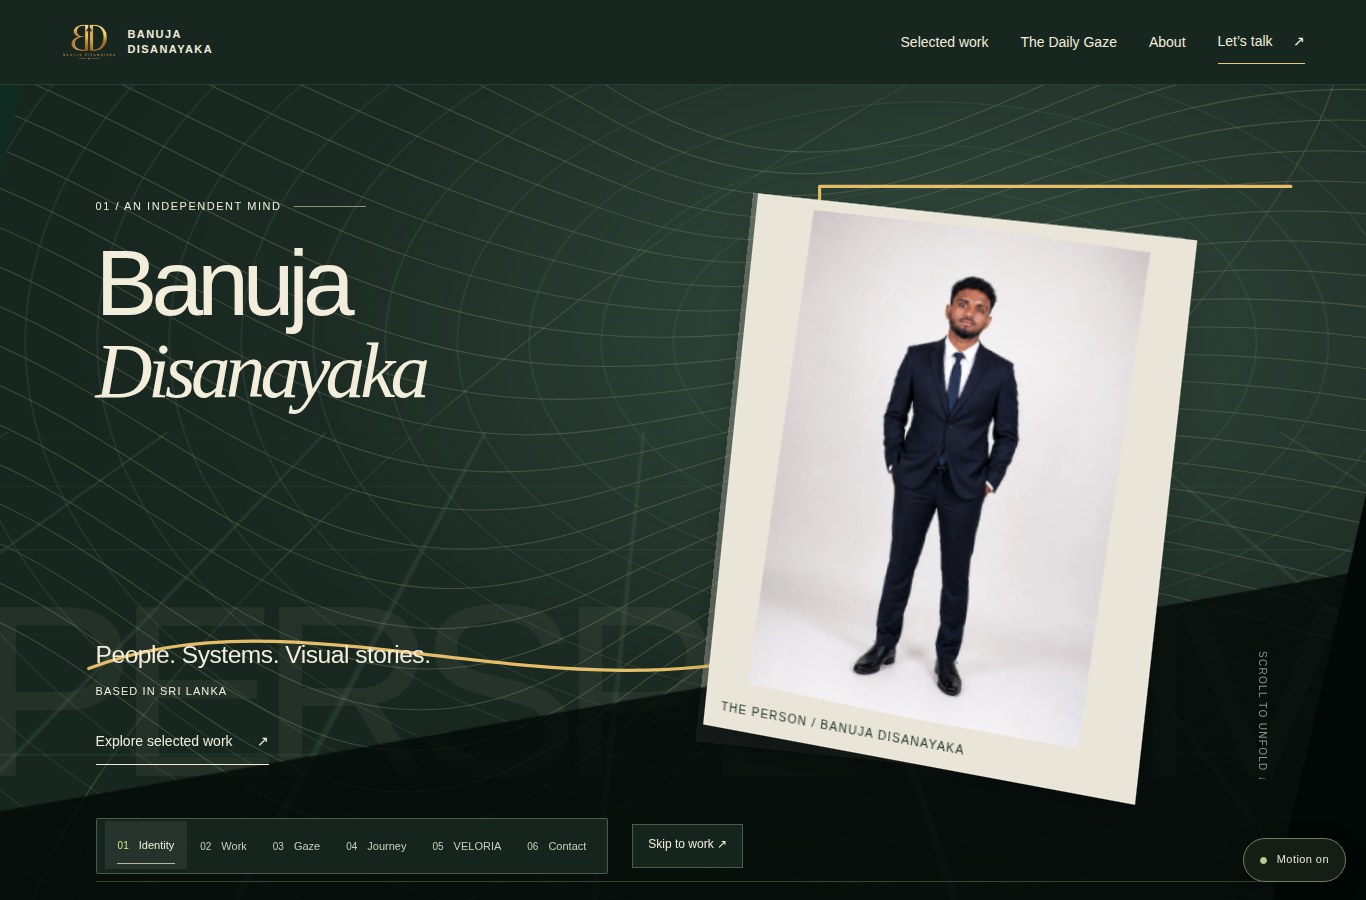 BANUJA DISANAYAKA
BANUJA
DISANAYAKA
Selected work
The Daily Gaze
About
Let's talk ↗
01 / AN INDEPENDENT MIND
Banuja
Disanayaka
People. Systems. Visual stories.
BASED IN SRI LANKA
Explore selected work ↗
THE PERSON / BANUJA DISANAYAKA
SCROLL TO UNFOLD ↓
01 Identity
02 Work
03 Gaze
04 Journey
05 VELORIA
06 Contact
Skip to work ↗
Motion on